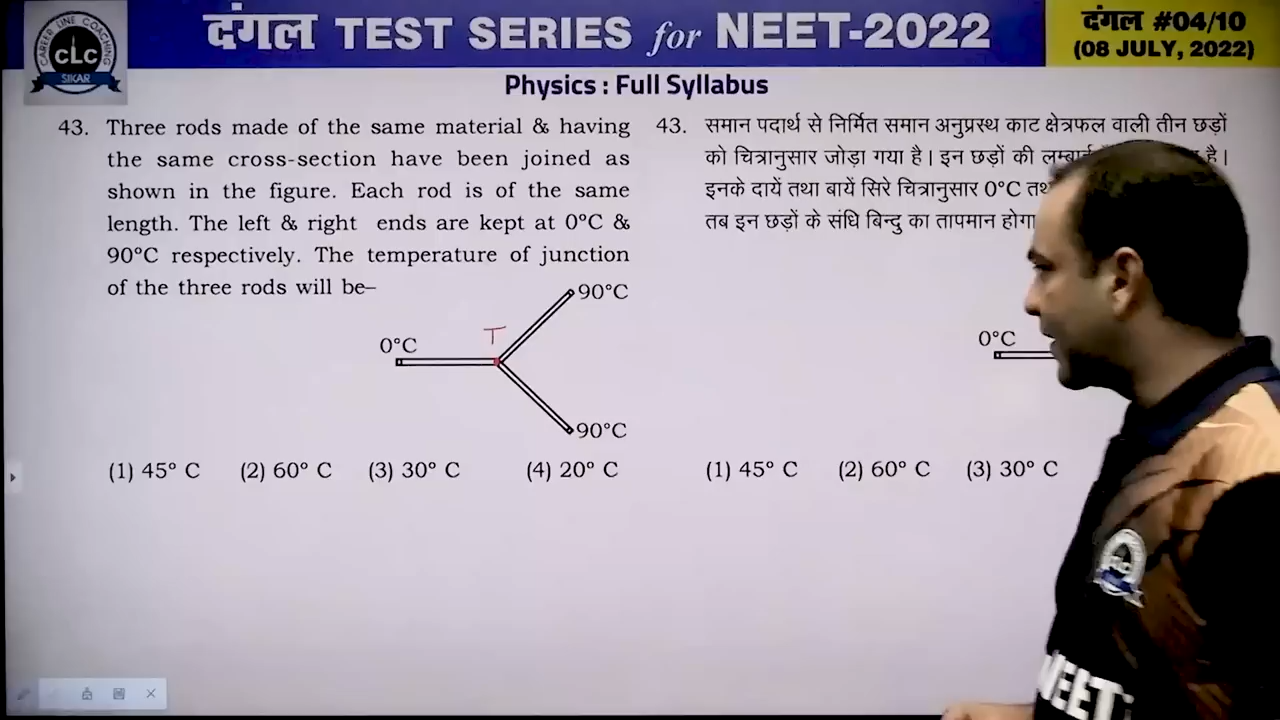 दंगल TEST SERIES for NEET-2022
दंगल #04/10
(08 JULY, 2022)
CAREER LINE COACHING
CLC
SIKAR
Physics : Full Syllabus
43. Three rods made of the same material & having
the same cross-section have been joined as
shown in the figure. Each rod is of the same
length. The left & right ends are kept at 0°C &
90°C respectively. The temperature of junction
of the three rods will be–
90°C
T
0°C
90°C
(1) 45° C (2) 60° C (3) 30° C (4) 20° C
43. समान पदार्थ से निर्मित समान अनुप्रस्थ काट क्षेत्रफल वाली तीन छड़ों
को चित्रानुसार जोड़ा गया है। इन छड़ों की है।
इनके दायें तथा बायें सिरे चित्रानुसार 0°C
तब इन छड़ों के संधि बिन्दु का तापमान होगा
0°C
(1) 45° C (2) 60° C (3) 30° C
CLC
NEET